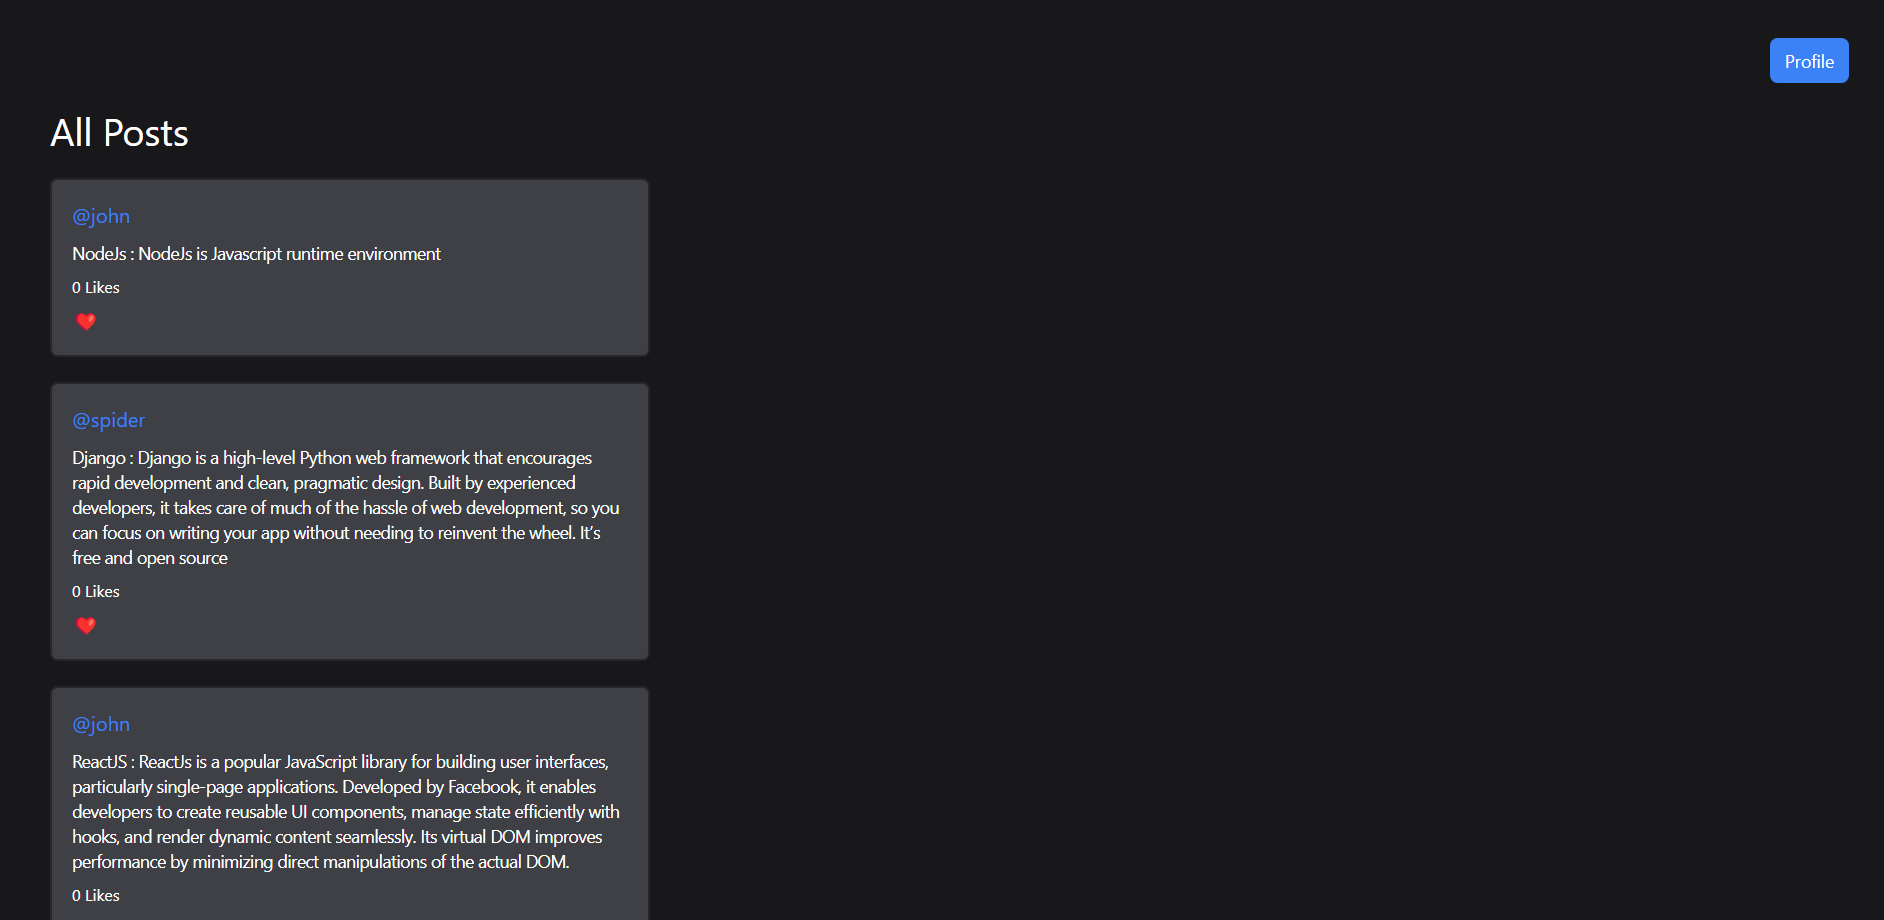 Profile
All Posts
@john
NodeJs : NodeJs is Javascript runtime environment
0 Likes
@spider
Django : Django is a high-level Python web framework that encourages
rapid development and clean, pragmatic design. Built by experienced
developers, it takes care of much of the hassle of web development, so you
can focus on writing your app without needing to reinvent the wheel. It’s
free and open source
0 Likes
@john
ReactJS : ReactJs is a popular JavaScript library for building user interfaces,
particularly single-page applications. Developed by Facebook, it enables
developers to create reusable UI components, manage state efficiently with
hooks, and render dynamic content seamlessly. Its virtual DOM improves
performance by minimizing direct manipulations of the actual DOM.
0 Likes